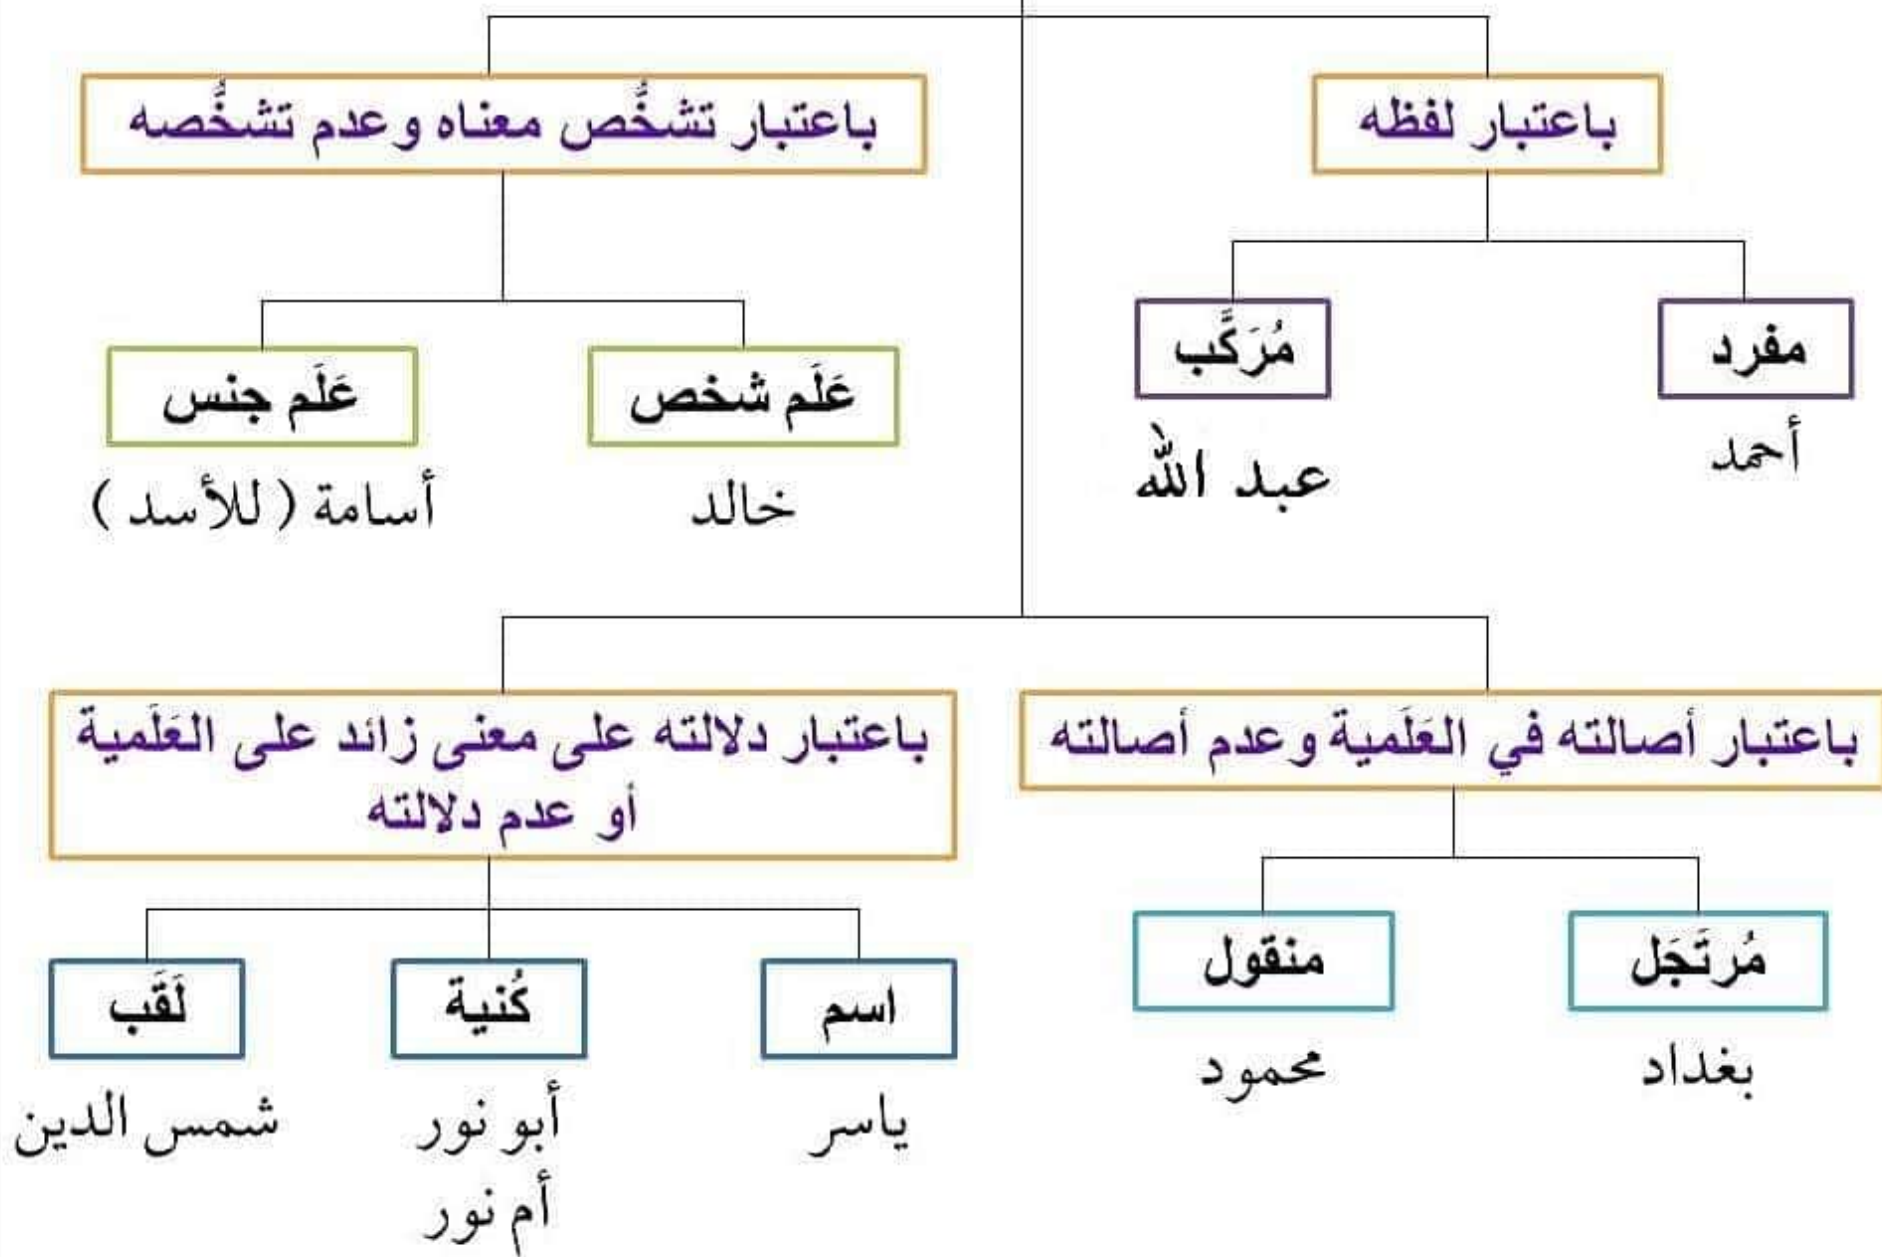 باعتبار لفظه
باعتبار تشخُّص معناه وعدم تشخُّصه
مفرد
مُرَكَّب
أحمد
عبد الله
عَلَم شخص
عَلَم جنس
خالد
أسامة (للأسد)
باعتبار أصالته في العَلَمية وعدم أصالته
باعتبار دلالته على معنى زائد على العَلَمية
أو عدم دلالته
مُرتَجَل
منقول
بغداد
محمود
اسم
كُنية
لَقَب
ياسر
أبو نور
أم نور
شمس الدين